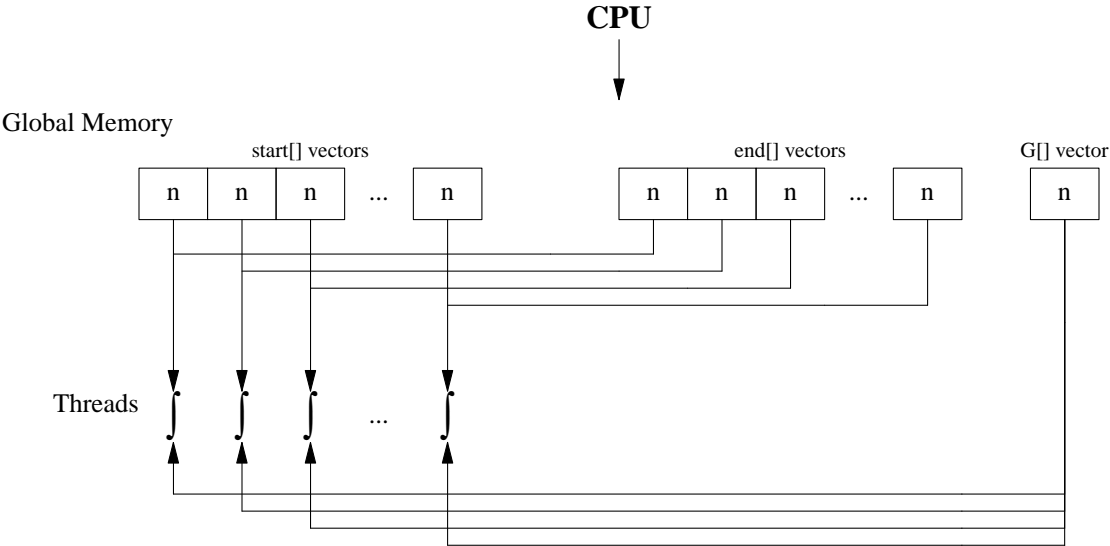 CPU
Global Memory
start[] vectors end[] vectors G[] vector
n n n ... n n n n ... n n
Threads ∫ ∫ ∫ ... ∫